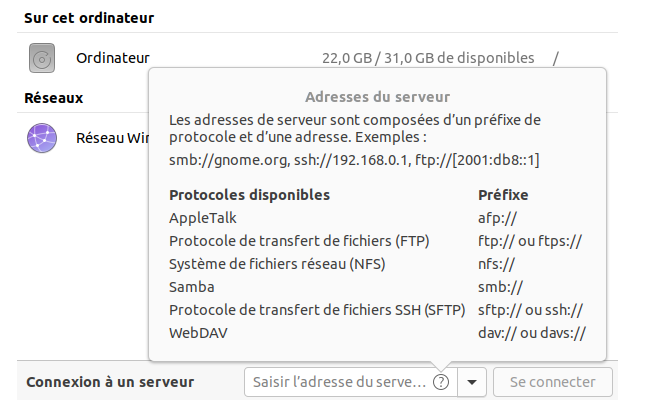 Sur cet ordinateur
Ordinateur 22,0 GB / 31,0 GB de disponibles /
Réseaux
Réseau
Adresses du serveur
Les adresses de serveur sont composées d’un préfixe de
protocole et d’une adresse. Exemples :
smb://gnome.org, ssh://192.168.0.1, ftp://[2001:db8::1]
Protocoles disponibles Préfixe
AppleTalk afp://
Protocole de transfert de fichiers (FTP) ftp:// ou ftps://
Système de fichiers réseau (NFS) nfs://
Samba smb://
Protocole de transfert de fichiers SSH (SFTP) sftp:// ou ssh://
WebDAV dav:// ou davs://
Connexion à un serveur Saisir l’adresse du serve… ? Se connecter